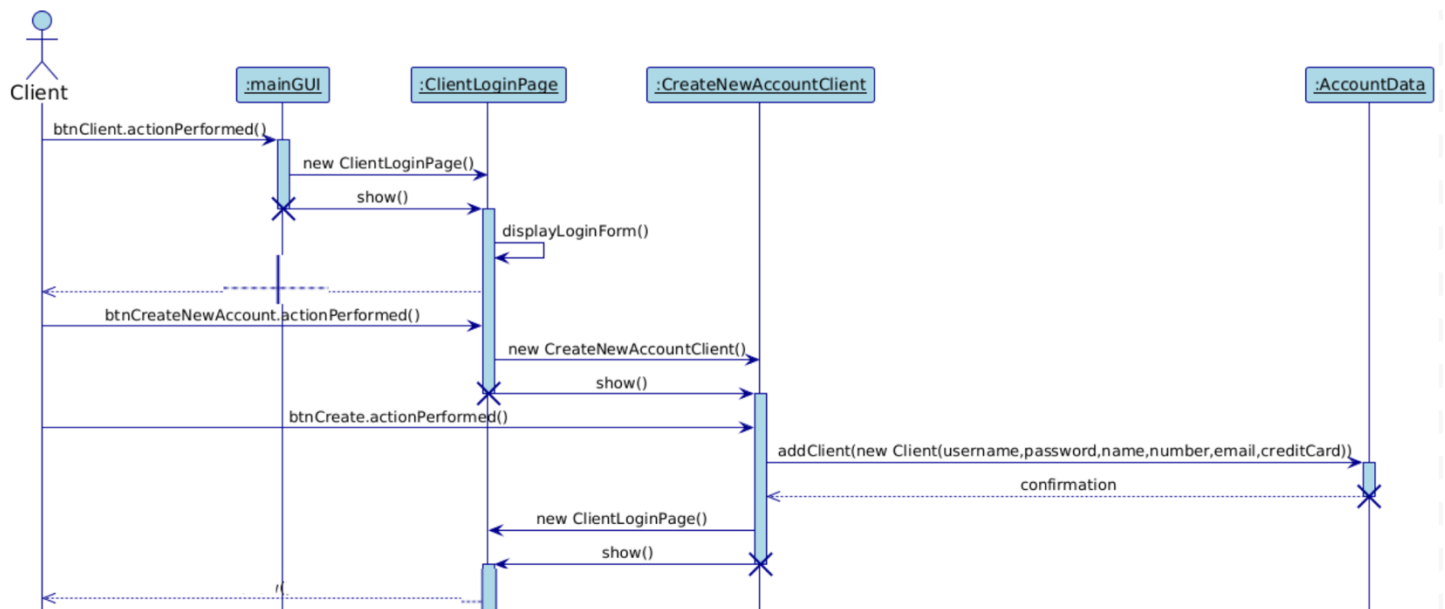 Client
:mainGUI
:ClientLoginPage
:CreateNewAccountClient
:AccountData
btnClient.actionPerformed()
new ClientLoginPage()
show()
displayLoginForm()
btnCreateNewAccount.actionPerformed()
new CreateNewAccountClient()
show()
btnCreate.actionPerformed()
addClient(new Client(username,password,name,number,email,creditCard))
confirmation
new ClientLoginPage()
show()